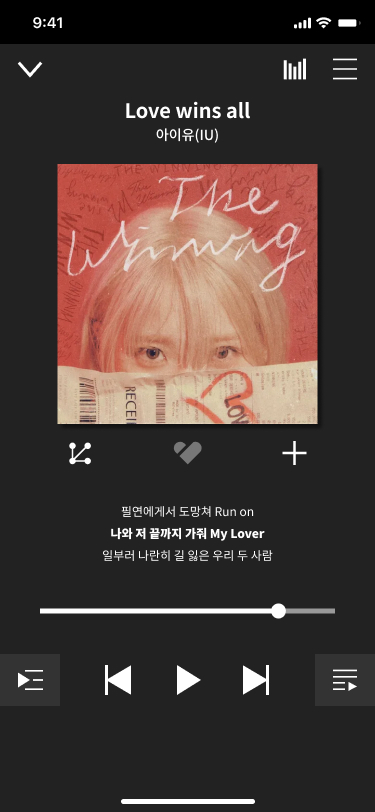 9:41
Love wins all
아이유(IU)
The
Winning
RECEI
LOV
필연에게서 도망쳐 Run on
나와 저 끝까지 가줘 My Lover
일부러 나란히 길 잃은 우리 두 사람